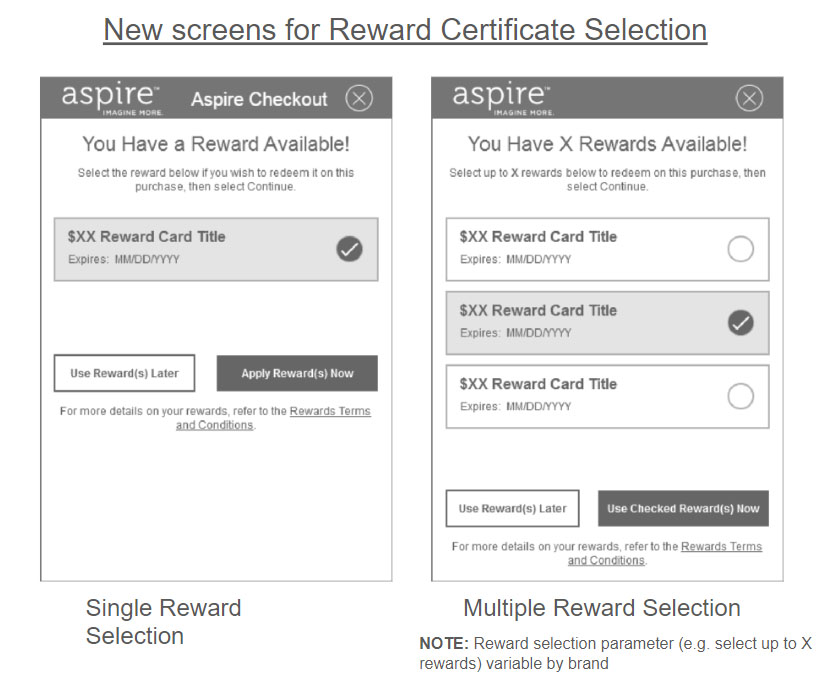 New screens for Reward Certificate Selection
aspire™
IMAGINE MORE.
Aspire Checkout
You Have a Reward Available!
Select the reward below if you wish to redeem it on this
purchase, then select Continue.
$XX Reward Card Title
Expires: MM/DD/YYYY
Use Reward(s) Later
Apply Reward(s) Now
For more details on your rewards, refer to the Rewards Terms
and Conditions.
Single Reward
Selection
aspire™
IMAGINE MORE.
You Have X Rewards Available!
Select up to X rewards below to redeem on this purchase, then
select Continue.
$XX Reward Card Title
Expires: MM/DD/YYYY
$XX Reward Card Title
Expires: MM/DD/YYYY
$XX Reward Card Title
Expires: MM/DD/YYYY
Use Reward(s) Later
Use Checked Reward(s) Now
For more details on your rewards, refer to the Rewards Terms
and Conditions.
Multiple Reward Selection
NOTE: Reward selection parameter (e.g. select up to X
rewards) variable by brand